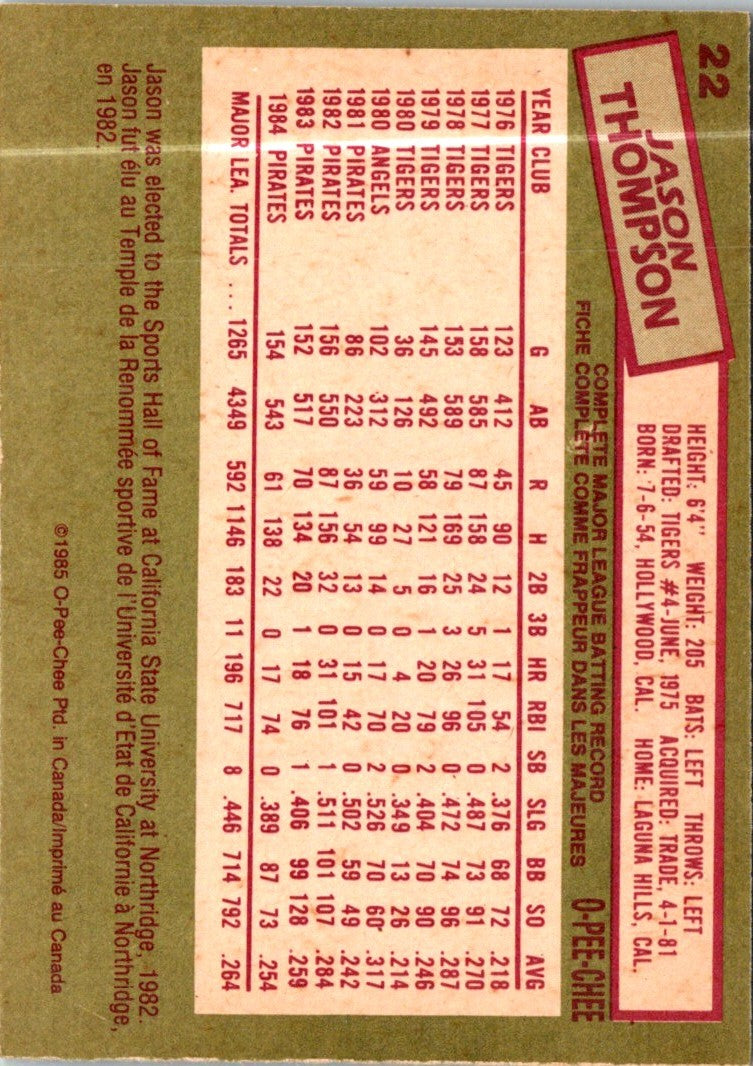 22
JASON
THOMPSON
HEIGHT: 6'4" WEIGHT: 205 BATS: LEFT THROWS: LEFT
DRAFTED: TIGERS #4-JUNE, 1975 ACQUIRED: TRADE, 4-1-81
BORN: 7-6-54, HOLLYWOOD, CAL. HOME: LAGUNA HILLS, CAL.
COMPLETE MAJOR LEAGUE BATTING RECORD
FICHE COMPLÈTE COMME FRAPPEUR DANS LES MAJEURES O-PEE-CHEE
YEAR CLUB G AB R H 2B 3B HR RBI SB SLG BB SO AVG
1976 TIGERS 123 412 45 90 12 1 17 54 2 .376 68 72 .218
1977 TIGERS 158 585 87 158 24 5 31 105 0 .487 73 91 .270
1978 TIGERS 153 589 79 169 25 3 26 96 0 .472 74 96 .287
1979 TIGERS 145 492 58 121 16 1 20 79 2 .404 70 90 .246
1980 TIGERS 36 126 10 27 5 0 4 20 0 .349 13 26 .214
1980 ANGELS 102 312 59 99 14 0 17 70 2 .526 70 60 .317
1981 PIRATES 86 223 36 54 13 0 15 42 0 .502 59 49 .242
1982 PIRATES 156 550 87 156 32 0 31 101 1 .511 101 107 .284
1983 PIRATES 152 517 70 134 20 1 18 76 1 .406 99 128 .259
1984 PIRATES 154 543 61 138 22 0 17 74 0 .389 87 73 .254
MAJOR LEA. TOTALS ... 1265 4349 592 1146 183 11 196 717 8 .446 714 792 .264
Jason was elected to the Sports Hall of Fame at California State University at Northridge, 1982.
Jason fut élu au Temple de la Renommée sportive de l'Université d'Etat de Californie à Northridge,
en 1982.
©1985 O-Pee-Chee Ptd. in Canada/Imprimé au Canada